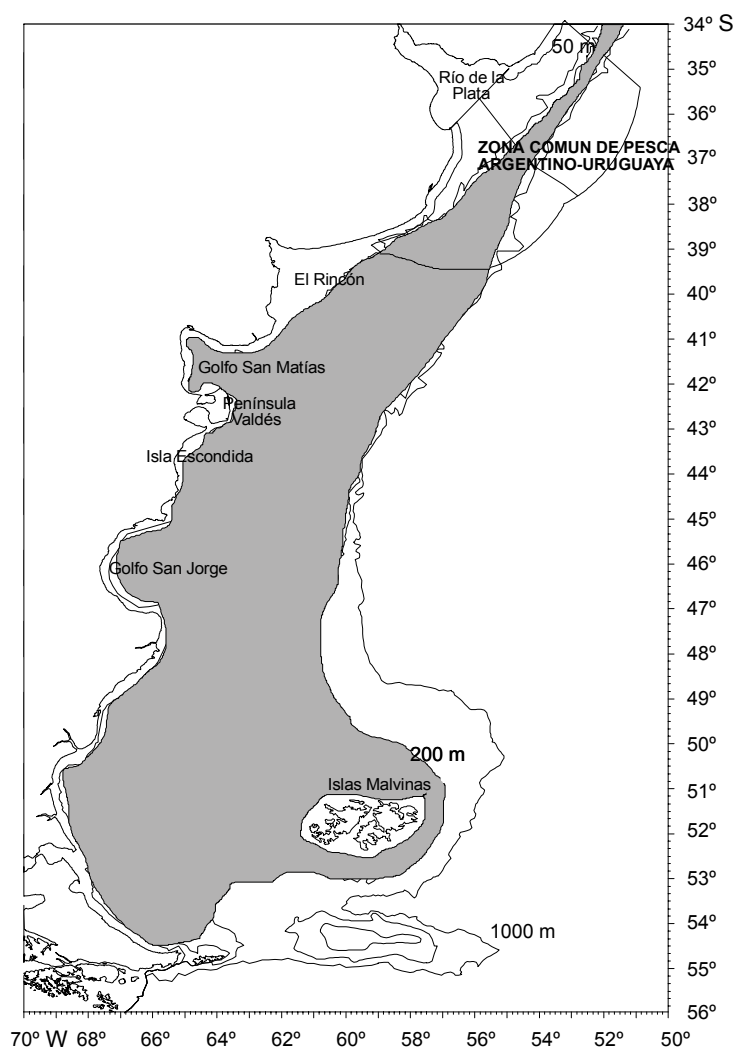 34º S
50 m
35º
Río de la
Plata
36º
ZONA COMUN DE PESCA
ARGENTINO-URUGUAYA
37º
38º
39º
El Rincón
40º
41º
Golfo San Matías
42º
Península
Valdés
43º
Isla Escondida
44º
45º
Golfo San Jorge
46º
47º
48º
49º
50º
200 m
Islas Malvinas
51º
52º
53º
1000 m
54º
55º
56º
70º W 68º 66º 64º 62º 60º 58º 56º 54º 52º 50º